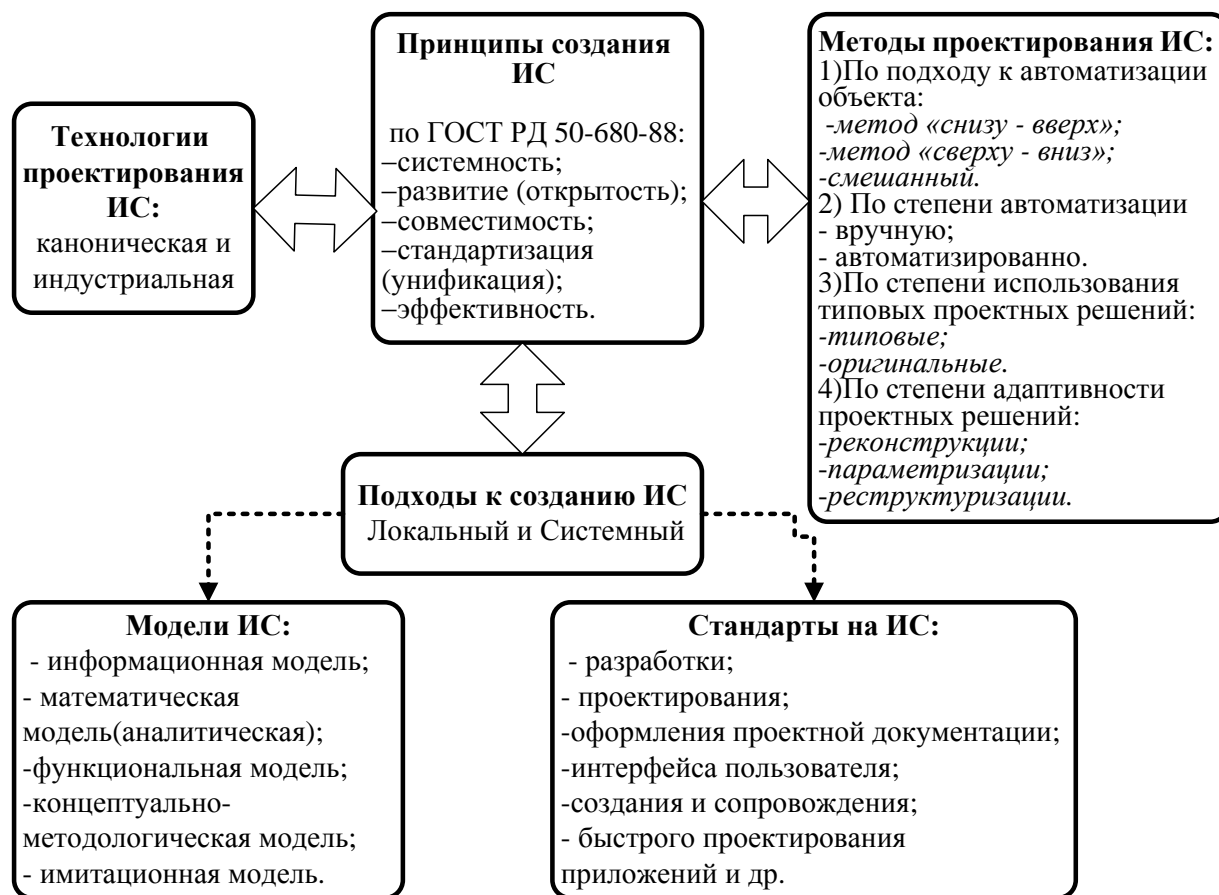 Технологии
проектирования
ИС:
каноническая и
индустриальная
Принципы создания
ИС
по ГОСТ РД 50-680-88:
–системность;
–развитие (открытость);
–совместимость;
–стандартизация
(унификация);
–эффективность.
Методы проектирования ИС:
1)По подходу к автоматизации
объекта:
-метод «снизу - вверх»;
-метод «сверху - вниз»;
-смешанный.
2) По степени автоматизации
- вручную;
- автоматизированно.
3)По степени использования
типовых проектных решений:
-типовые;
-оригинальные.
4)По степени адаптивности
проектных решений:
-реконструкции;
-параметризации;
-реструктуризации.
Подходы к созданию ИС
Локальный и Системный
Модели ИС:
- информационная модель;
- математическая
модель(аналитическая);
-функциональная модель;
-концептуально-
методологическая модель;
- имитационная модель.
Стандарты на ИС:
- разработки;
- проектирования;
-оформления проектной документации;
-интерфейса пользователя;
-создания и сопровождения;
- быстрого проектирования
приложений и др.